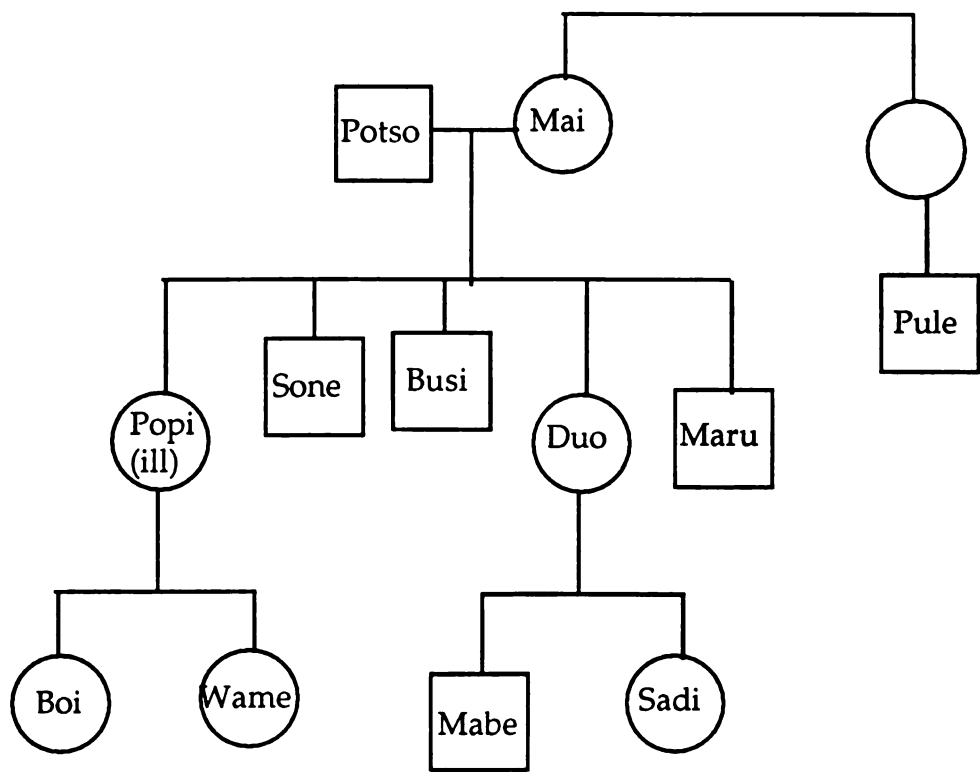 Potso
Mai
Pule
Sone
Busi
Popi
(ill)
Duo
Maru
Boi
Wame
Mabe
Sadi